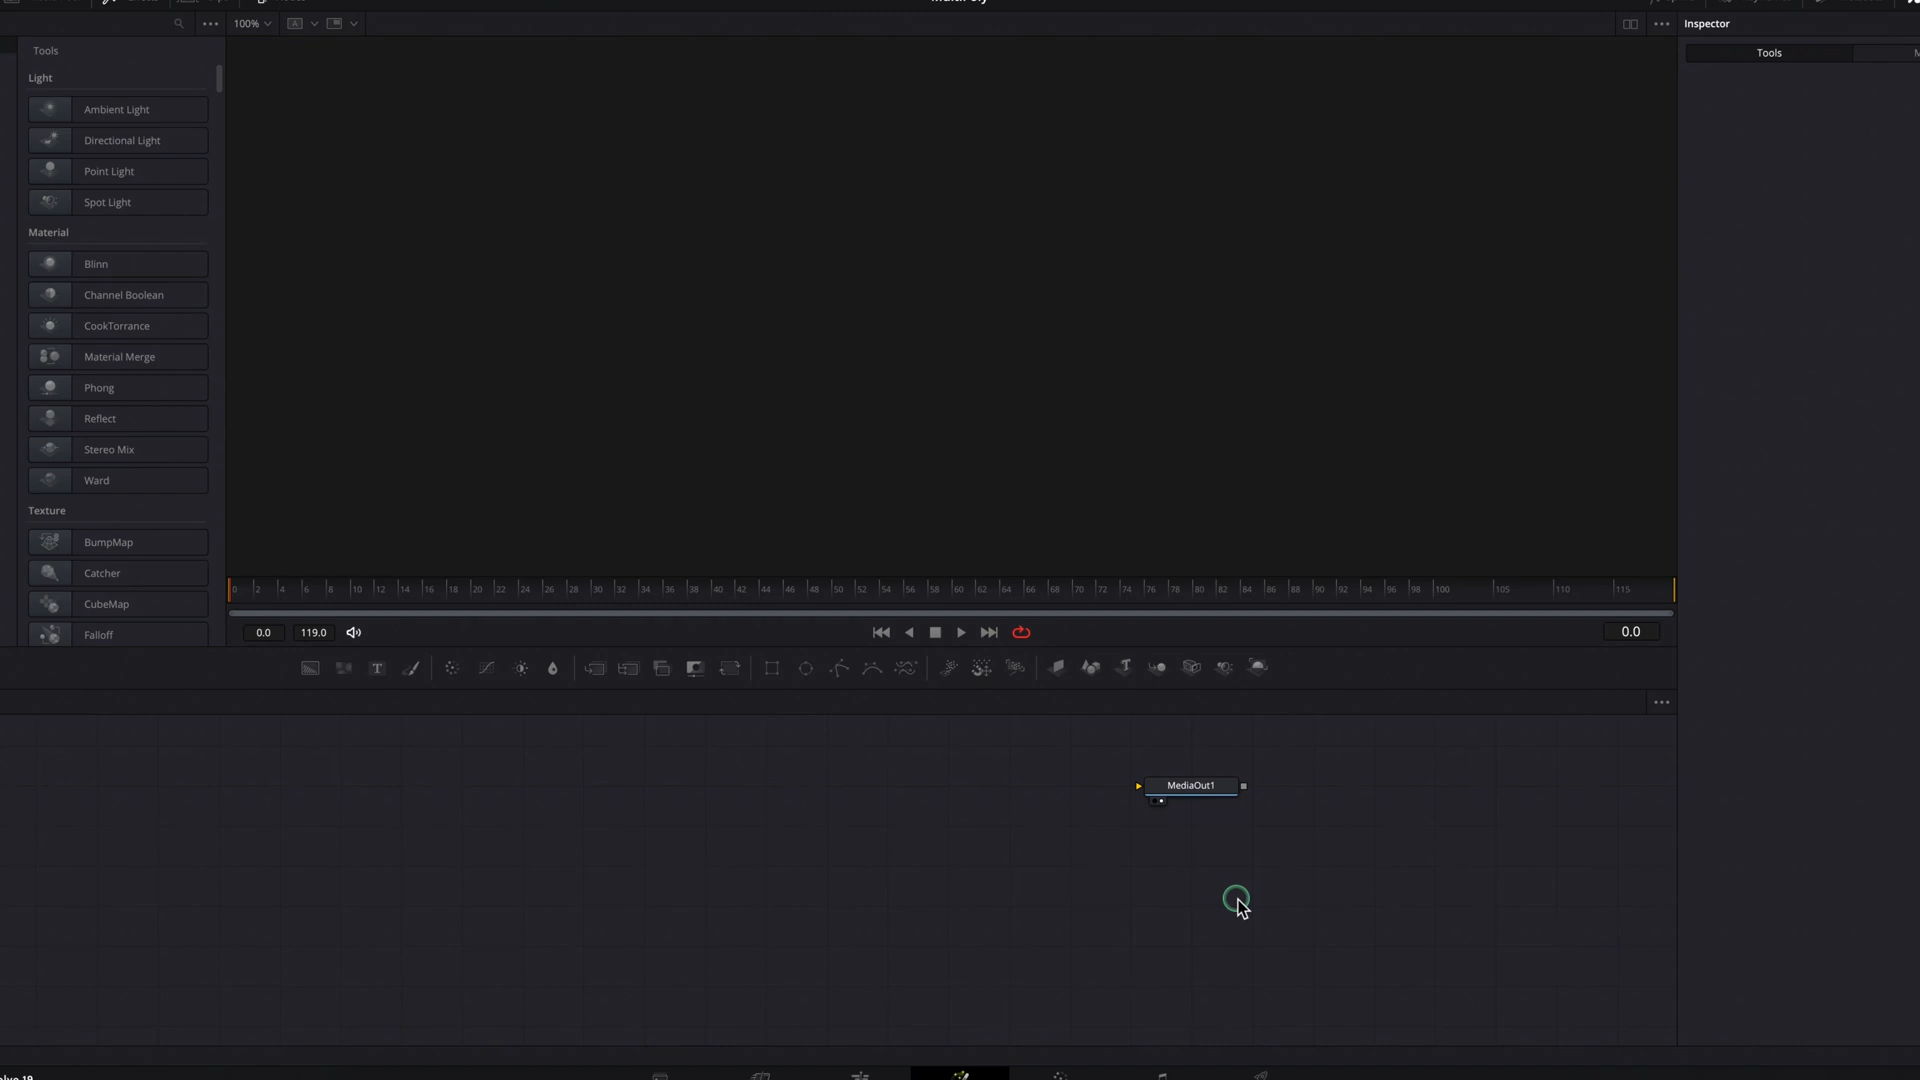 100%
A
Inspector
Tools
Tools
Light
Ambient Light
Directional Light
Point Light
Spot Light
Material
Blinn
Channel Boolean
CookTorrance
Material Merge
Phong
Reflect
Stereo Mix
Ward
Texture
BumpMap
Catcher
CubeMap
Falloff
0 2 4 6 8 10 12 14 16 18 20 22 24 26 28 30 32 34 36 38 40 42 44 46 48 50 52 54 56 58 60 62 64 66 68 70 72 74 76 78 80 82 84 86 88 90 92 94 96 98 100 105 110 115
0.0 119.0 0.0
T
MediaOut1